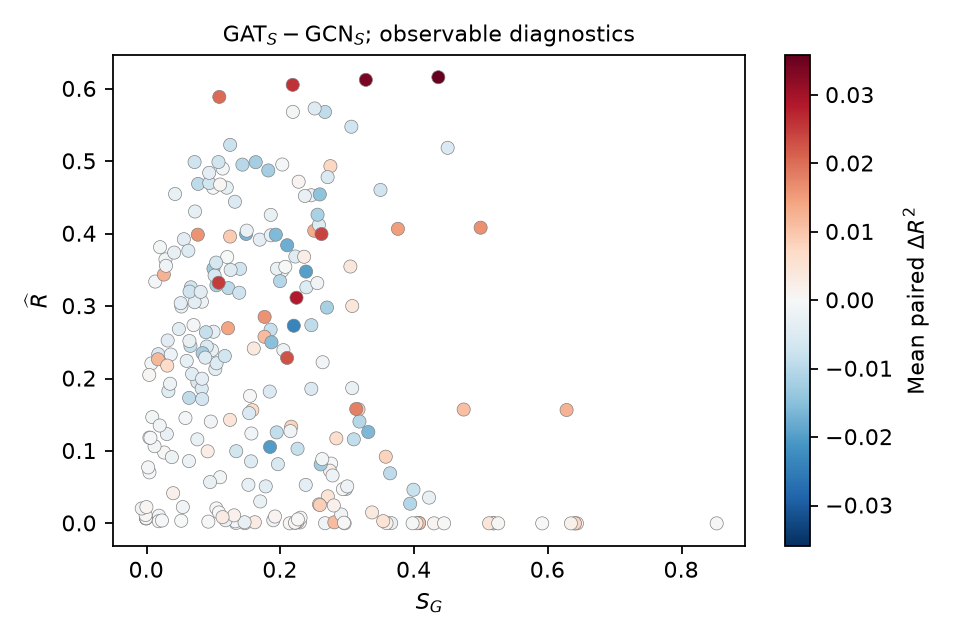 GAT_S − GCN_S; observable diagnostics
0.6
0.5
0.4
0.3
0.2
0.1
0.0
R̂
0.0 0.2 0.4 0.6 0.8
S_G
0.03
0.02
0.01
0.00
−0.01
−0.02
−0.03
Mean paired ΔR²